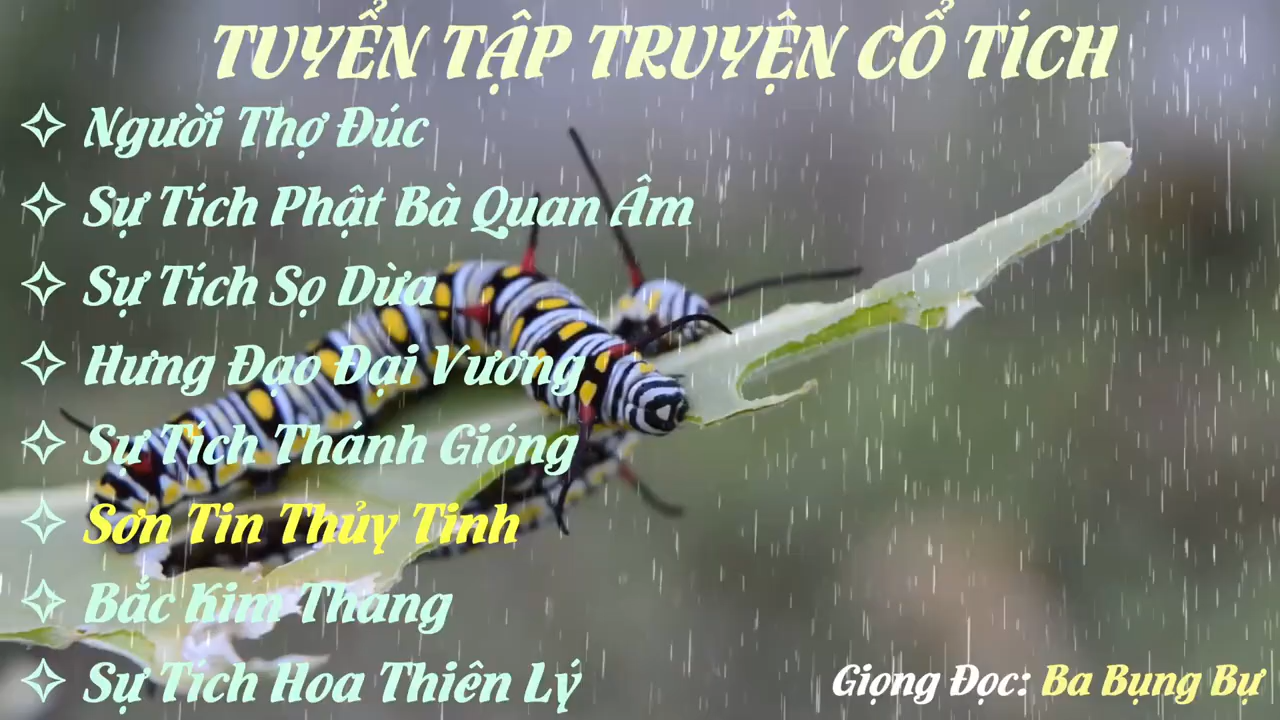 TUYỂN TẬP TRUYỆN CỔ TÍCH
Người Thợ Đúc
Sự Tích Phật Bà Quan Âm
Sự Tích Sọ Dừa
Hưng Đạo Đại Vương
Sự Tích Thánh Gióng
Sơn Tin Thủy Tinh
Bắc Kim Thang
Sự Tích Hoa Thiên Lý
Giọng Đọc: Ba Bụng Bự